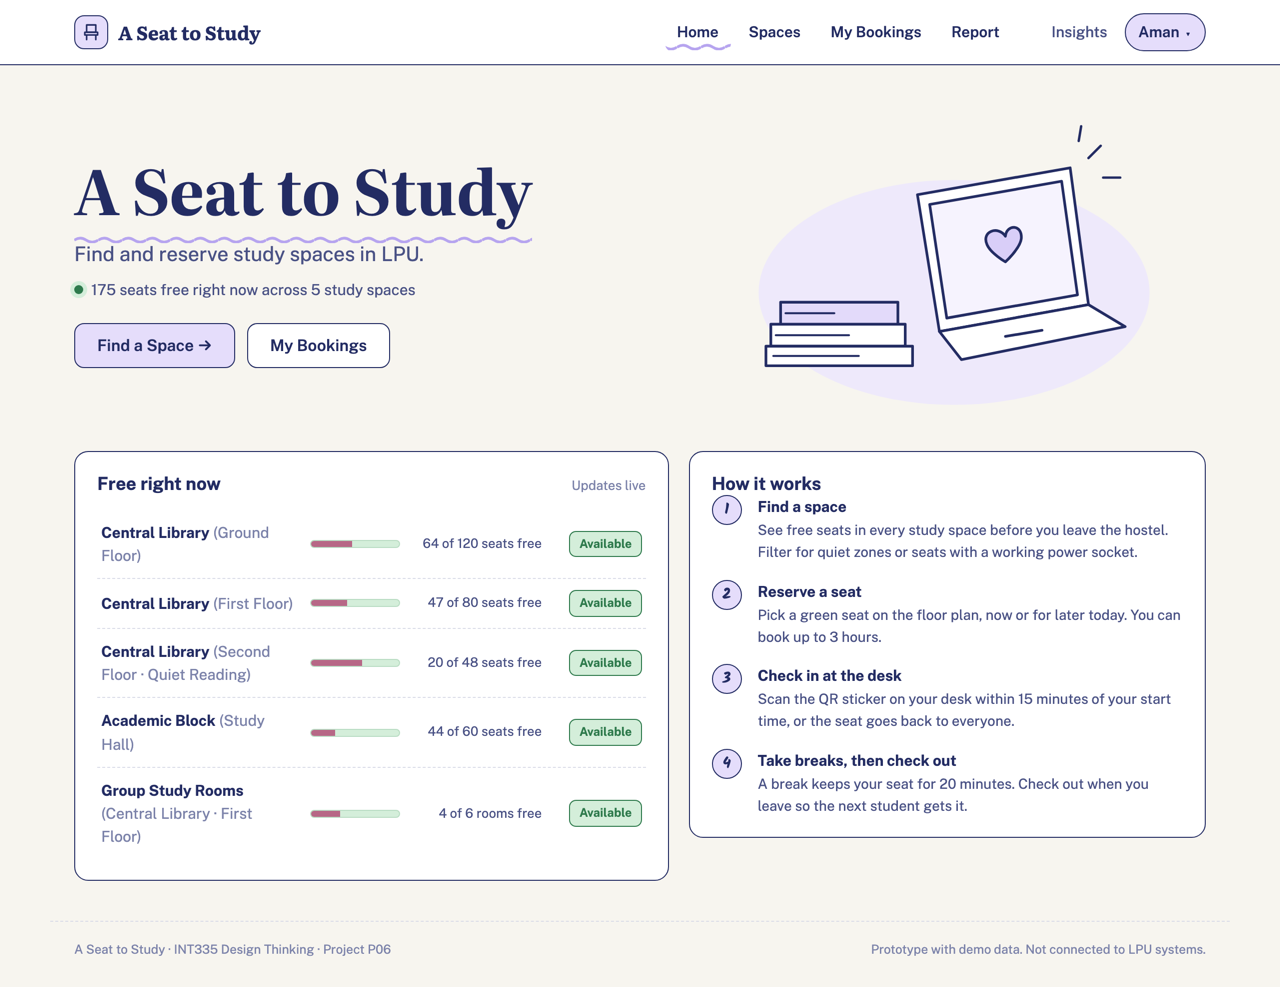 A Seat to Study
Home
Spaces
My Bookings
Report
Insights
Aman
A Seat to Study
Find and reserve study spaces in LPU.
175 seats free right now across 5 study spaces
Find a Space →
My Bookings
Free right now
Updates live
Central Library (Ground
Floor)
64 of 120 seats free
Available
Central Library (First Floor)
47 of 80 seats free
Available
Central Library (Second
Floor · Quiet Reading)
20 of 48 seats free
Available
Academic Block (Study
Hall)
44 of 60 seats free
Available
Group Study Rooms
(Central Library · First
Floor)
4 of 6 rooms free
Available
How it works
1
Find a space
See free seats in every study space before you leave the hostel.
Filter for quiet zones or seats with a working power socket.
2
Reserve a seat
Pick a green seat on the floor plan, now or for later today. You can
book up to 3 hours.
3
Check in at the desk
Scan the QR sticker on your desk within 15 minutes of your start
time, or the seat goes back to everyone.
4
Take breaks, then check out
A break keeps your seat for 20 minutes. Check out when you
leave so the next student gets it.
A Seat to Study · INT335 Design Thinking · Project P06
Prototype with demo data. Not connected to LPU systems.